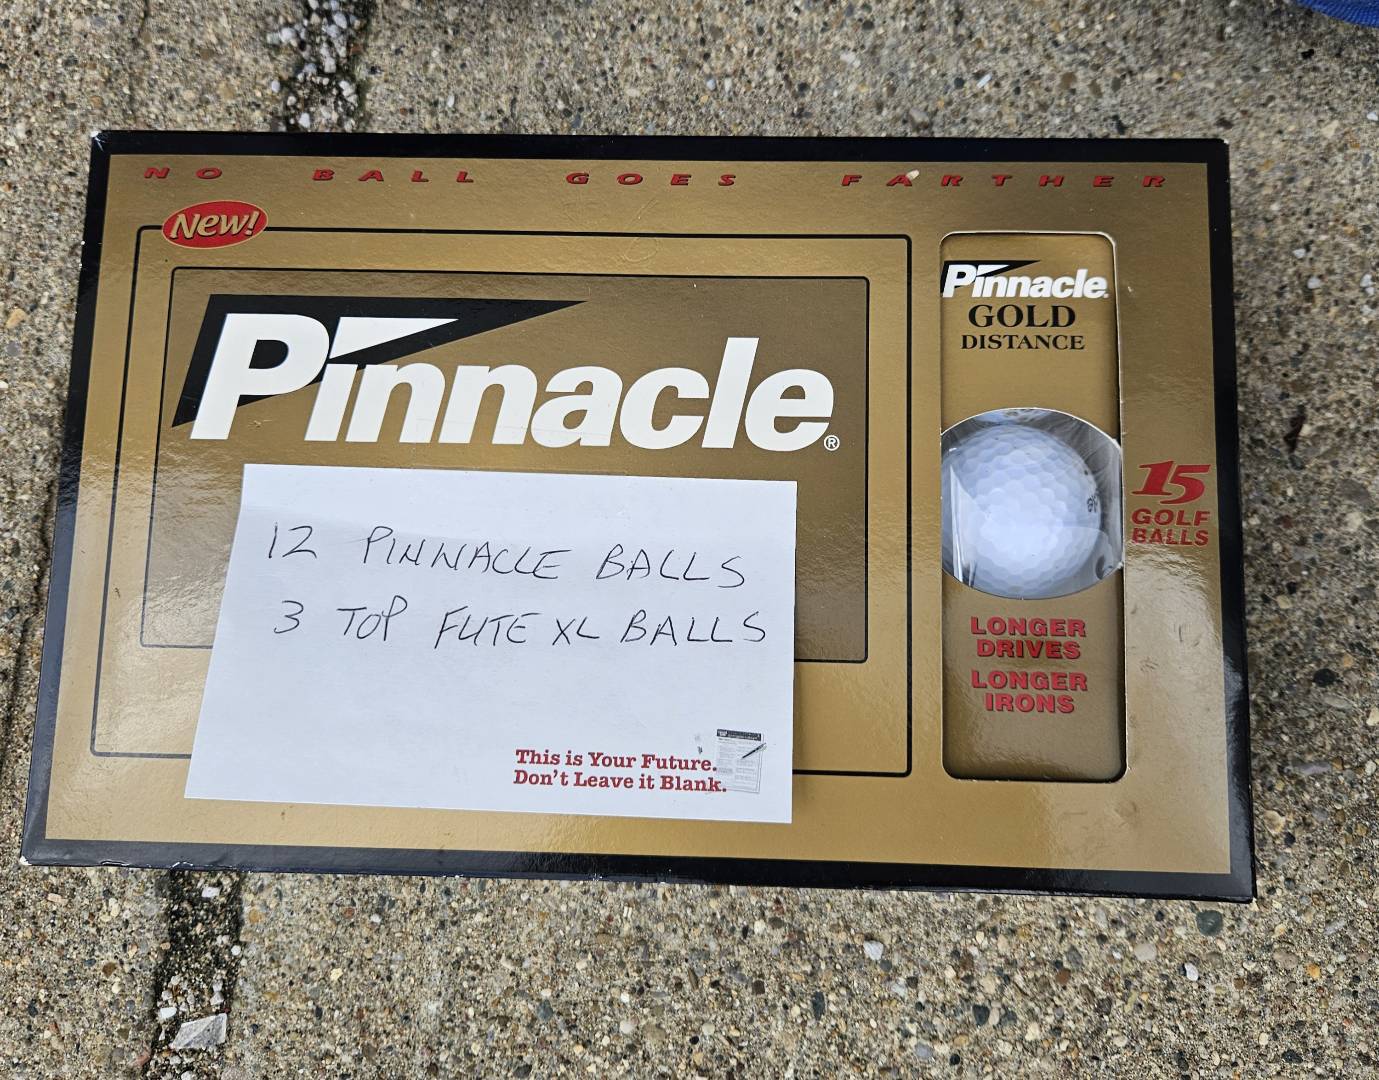 NO BALL GOES FARTHER
New!
Pinnacle®
Pinnacle®
GOLD
DISTANCE
15
GOLF
BALLS
LONGER
DRIVES
LONGER
IRONS
12 PINNACLE BALLS
3 TOP FLITE XL BALLS
This is Your Future.
Don't Leave it Blank.